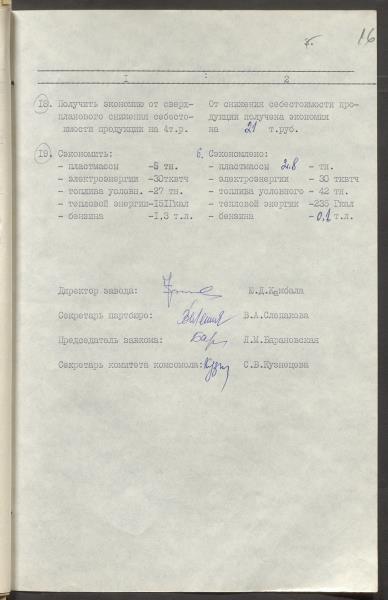 16
1 : 2
18. Получить экономию от сверх- От снижения себестоимости про-
планового снижения себесто- дукции получена экономия
имости продукции на 4т.р. на 21 т.руб.
19. Сэкономить: 6. Сэкономлено:
- пластмассы -5 тн. - пластмассы 2.8 - тн.
- электроэнергии -30тквтч - электроэнергии - 30 тквтч
- топлива условн. -27 тн. - топлива условного - 42 тн.
- тепловой энергии-151Гкал - тепловой энергии -235 Гкал
- бензина -1,3 т.л. - бензина -0,2 т.л.
Директор завода: Ю.Д.Камбала
Секретарь партбюро: В.А.Слепакова
Председатель завкома: Л.М.Барановская
Секретарь комитета комсомола: С.В.Кузнецова